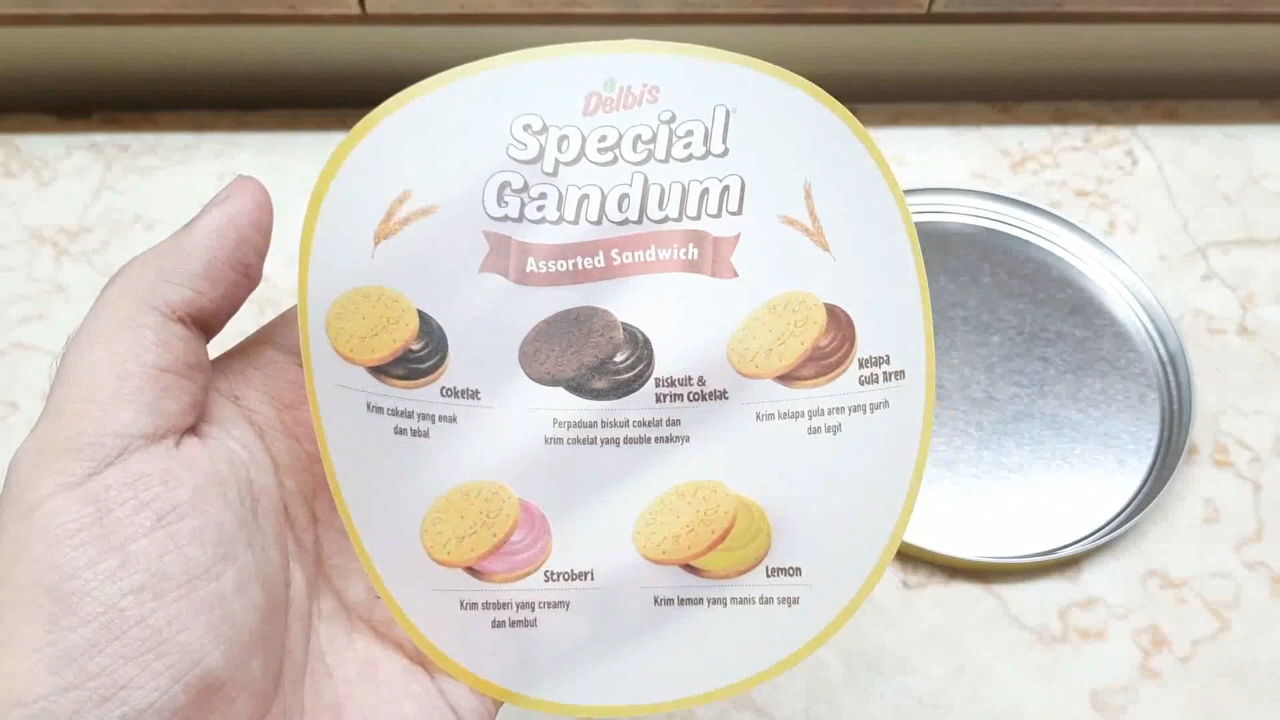 Delbis
Special
Gandum
Assorted Sandwich
Cokelat
Krim cokelat yang enak
dan tebal
Biskuit &
Krim Cokelat
Perpaduan biskuit cokelat dan
krim cokelat yang double enaknya
Kelapa
Gula Aren
Krim kelapa gula aren yang gurih
dan legit
Stroberi
Krim stroberi yang creamy
dan lembut
Lemon
Krim lemon yang manis dan segar